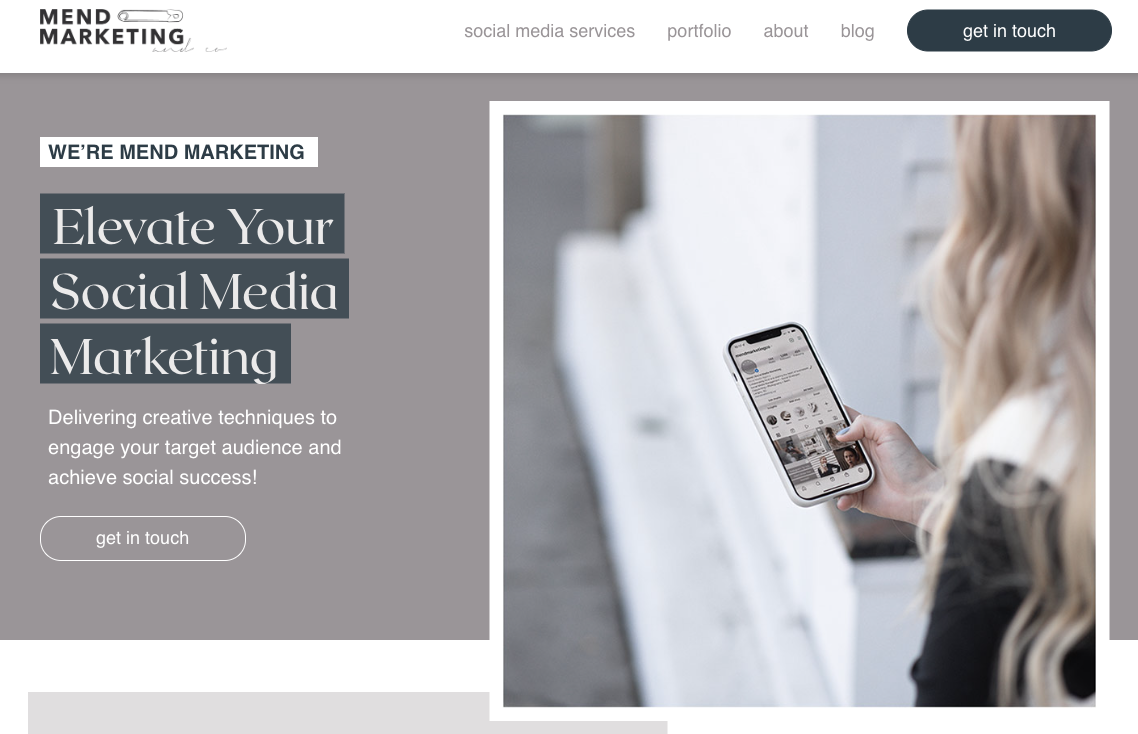 MEND
MARKETING
and co
social media services
portfolio
about
blog
get in touch
WE'RE MEND MARKETING
Elevate Your
Social Media
Marketing
Delivering creative techniques to
engage your target audience and
achieve social success!
get in touch